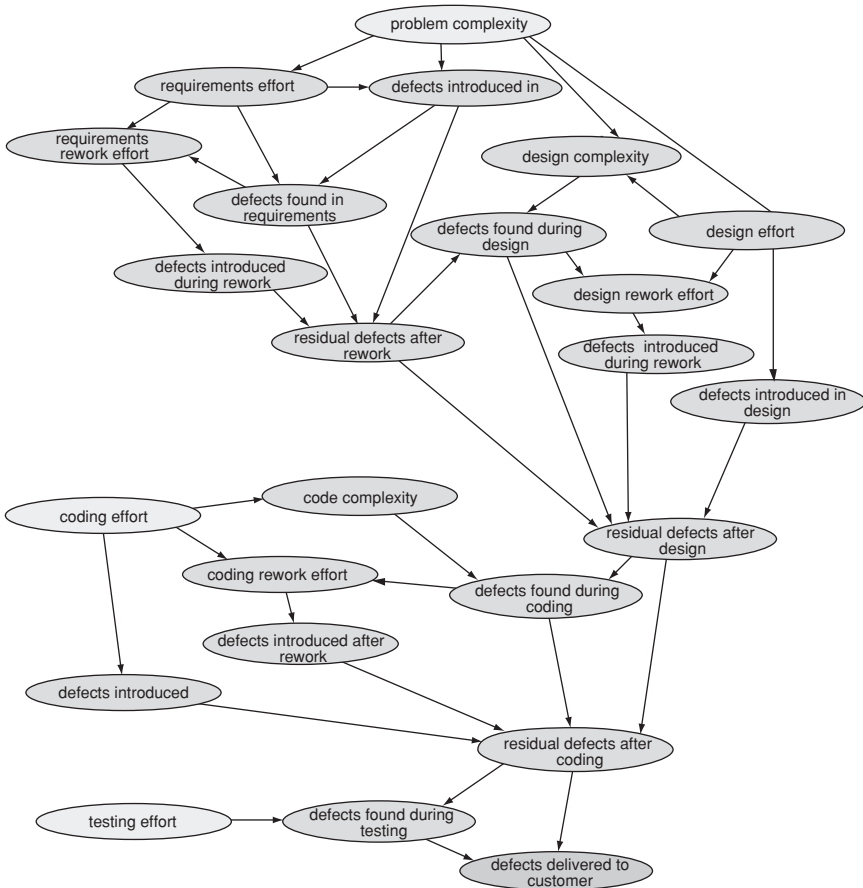 problem complexity
requirements effort
defects introduced in
requirements
rework effort
design complexity
defects found in
requirements
defects found during
design
design effort
defects introduced
during rework
design rework effort
residual defects after
rework
defects introduced
during rework
defects introduced in
design
code complexity
coding effort
residual defects after
design
coding rework effort
defects found during
coding
defects introduced after
rework
defects introduced
residual defects after
coding
testing effort
defects found during
testing
defects delivered to
customer